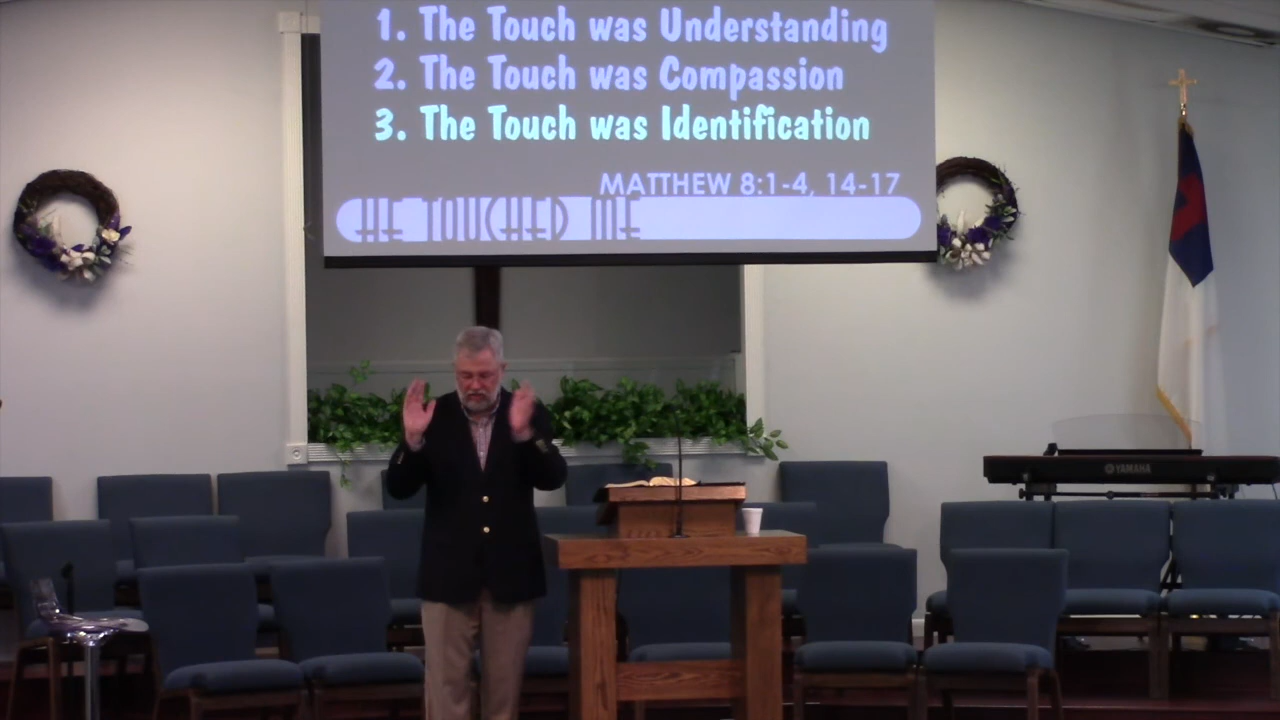 1. The Touch was Understanding
2. The Touch was Compassion
3. The Touch was Identification
MATTHEW 8:1-4, 14-17
HE TOUCHED ME
YAMAHA